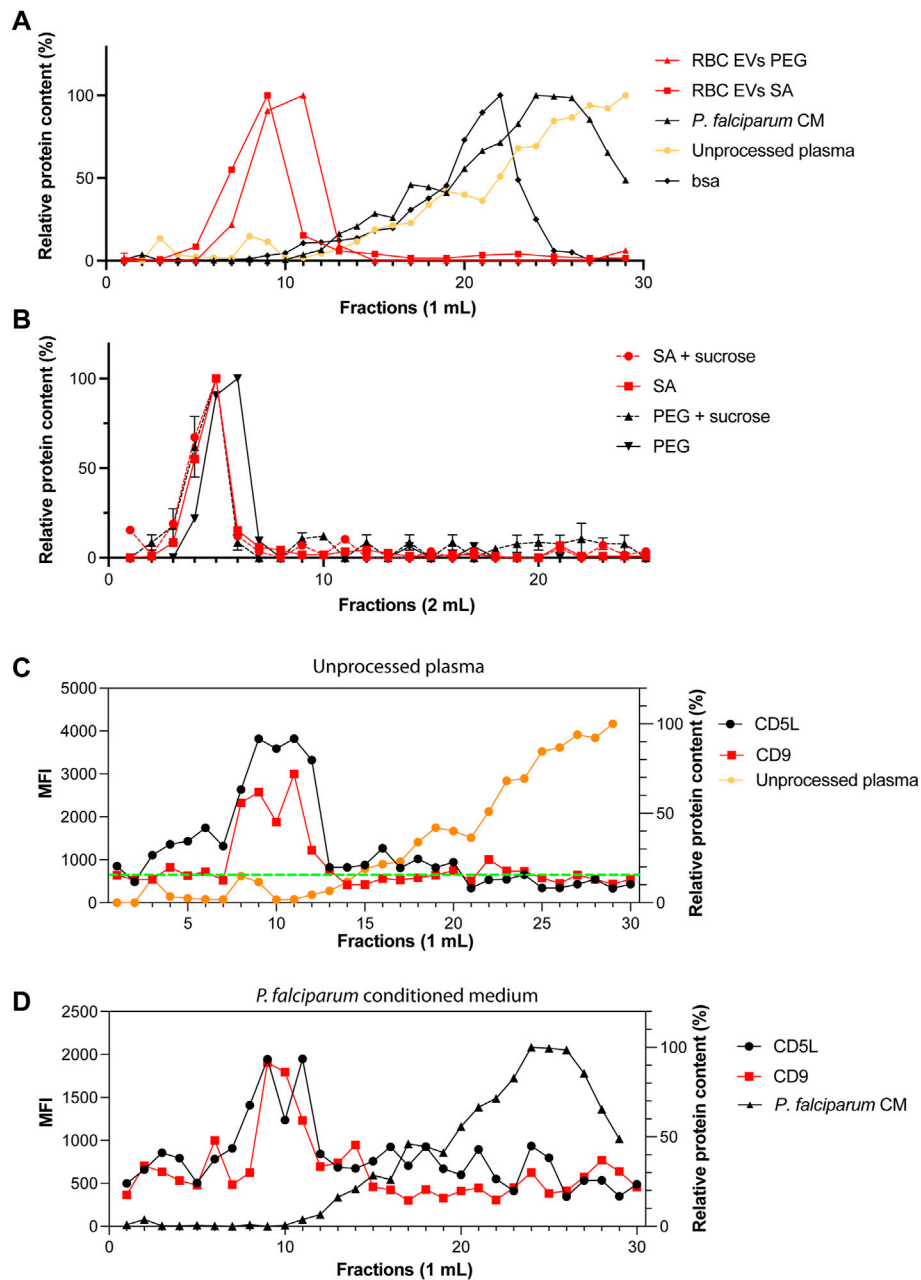 A
Relative protein content (%)
100
50
0
0
10
20
30
Fractions (1 mL)
RBC EVs PEG
RBC EVs SA
P. falciparum CM
Unprocessed plasma
bsa
B
Relative protein content (%)
100
50
0
0
10
20
Fractions (2 mL)
SA + sucrose
SA
PEG + sucrose
PEG
C
Unprocessed plasma
MFI
5000
4000
3000
2000
1000
0
5
10
15
20
25
30
Fractions (1 mL)
100
50
0
Relative protein content (%)
CD5L
CD9
Unprocessed plasma
D
P. falciparum conditioned medium
MFI
2500
2000
1500
1000
500
0
0
10
20
30
Fractions (1 mL)
100
50
0
Relative protein content (%)
CD5L
CD9
P. falciparum CM